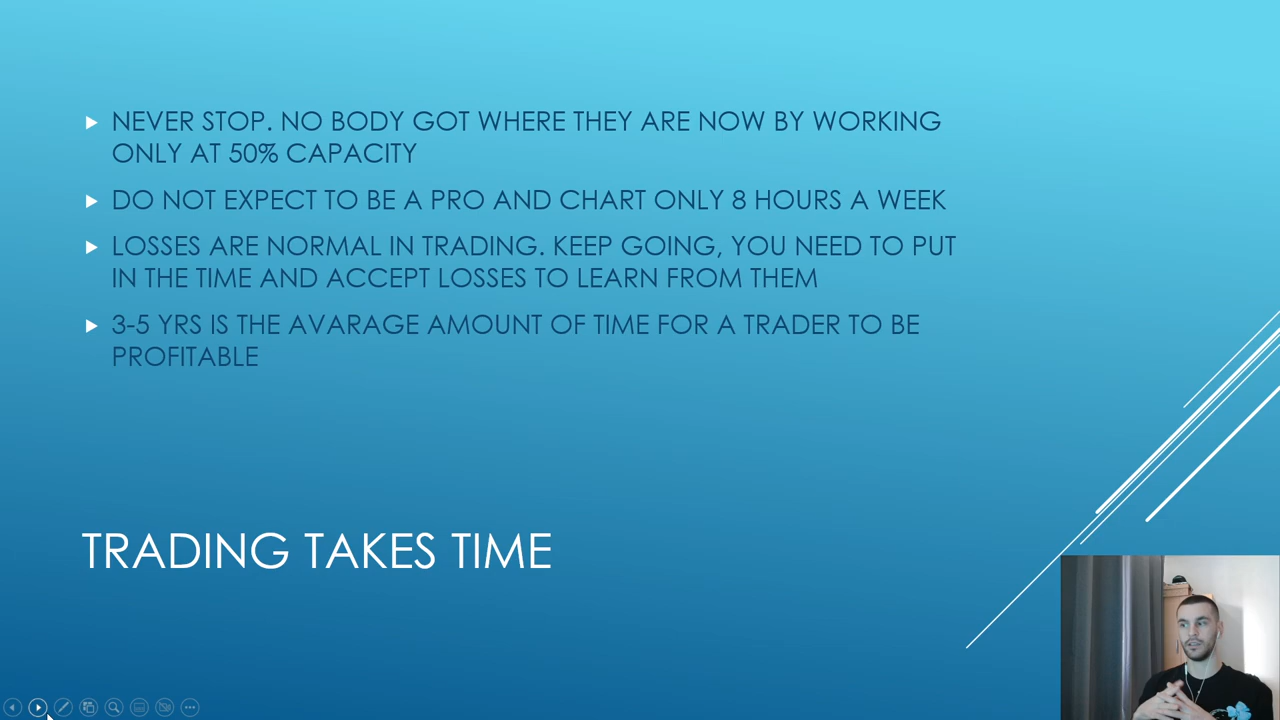 NEVER STOP. NO BODY GOT WHERE THEY ARE NOW BY WORKING
ONLY AT 50% CAPACITY
DO NOT EXPECT TO BE A PRO AND CHART ONLY 8 HOURS A WEEK
LOSSES ARE NORMAL IN TRADING. KEEP GOING, YOU NEED TO PUT
IN THE TIME AND ACCEPT LOSSES TO LEARN FROM THEM
3-5 YRS IS THE AVARAGE AMOUNT OF TIME FOR A TRADER TO BE
PROFITABLE
TRADING TAKES TIME